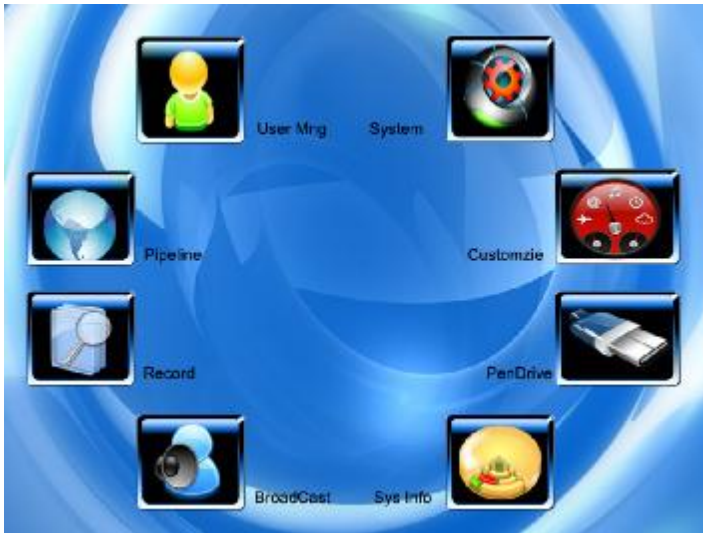 User Mng System
Pipeline Customzie
Record PenDrive
BroadCast Sys Info